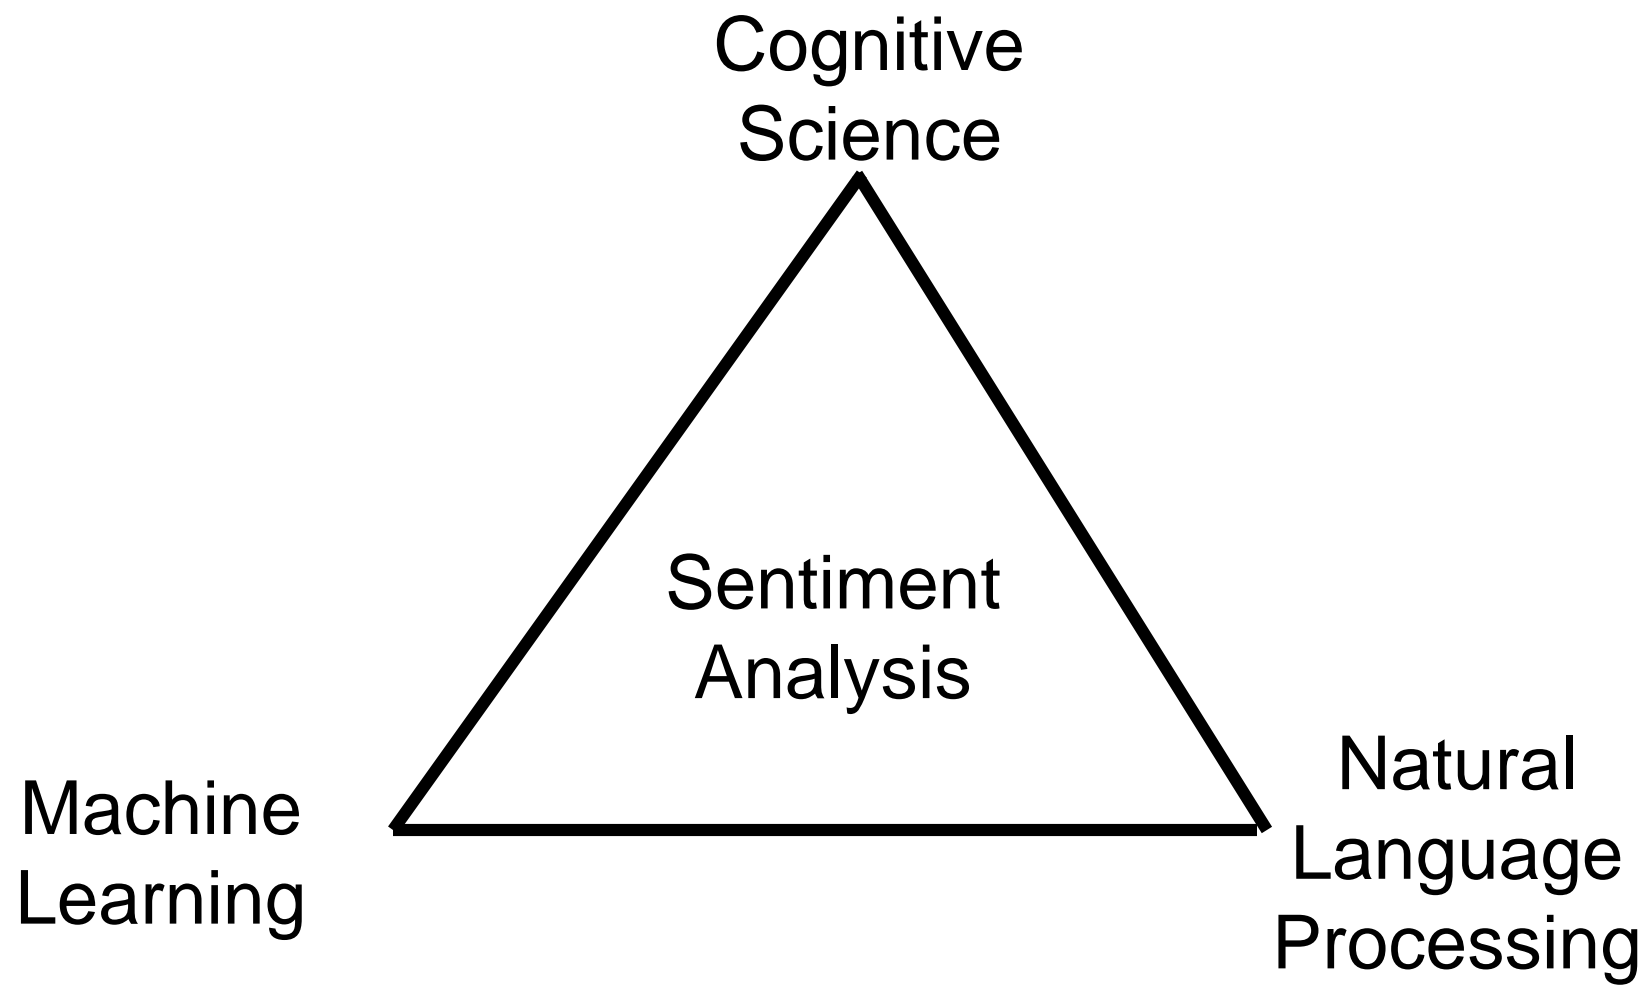 Cognitive
Science
Sentiment
Analysis
Machine
Learning
Natural
Language
Processing